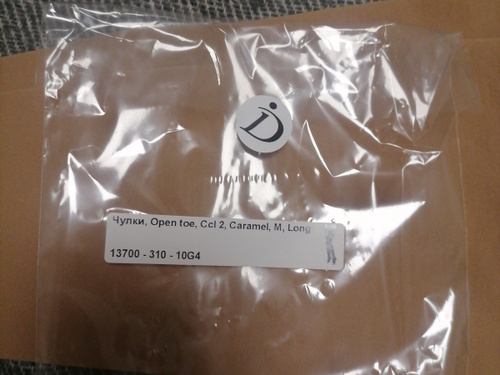 D
Чулки, Open toe, Ccl 2, Caramel, M, Long
13700 - 310 - 10G4